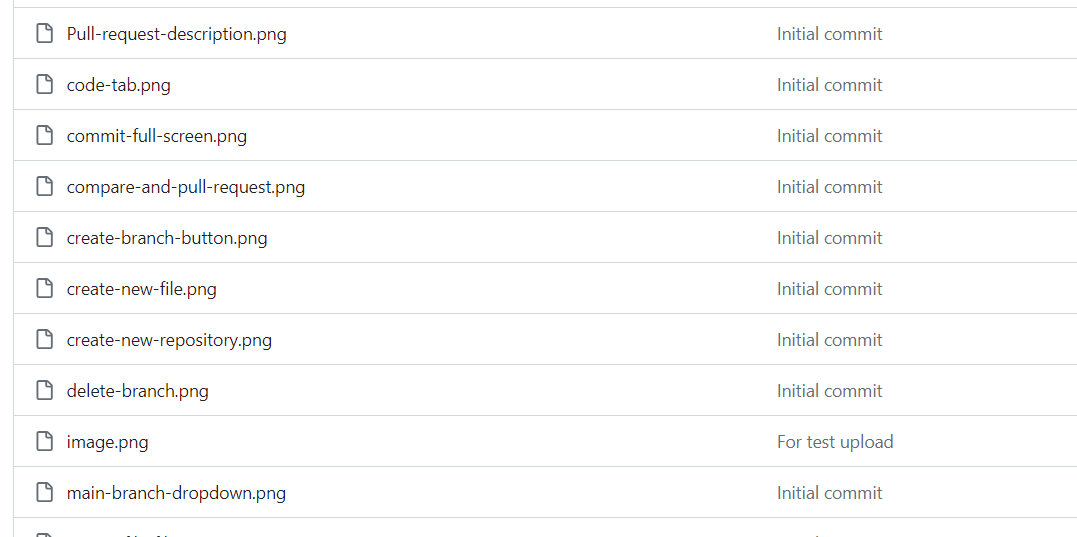 Pull-request-description.png Initial commit
code-tab.png Initial commit
commit-full-screen.png Initial commit
compare-and-pull-request.png Initial commit
create-branch-button.png Initial commit
create-new-file.png Initial commit
create-new-repository.png Initial commit
delete-branch.png Initial commit
image.png For test upload
main-branch-dropdown.png Initial commit